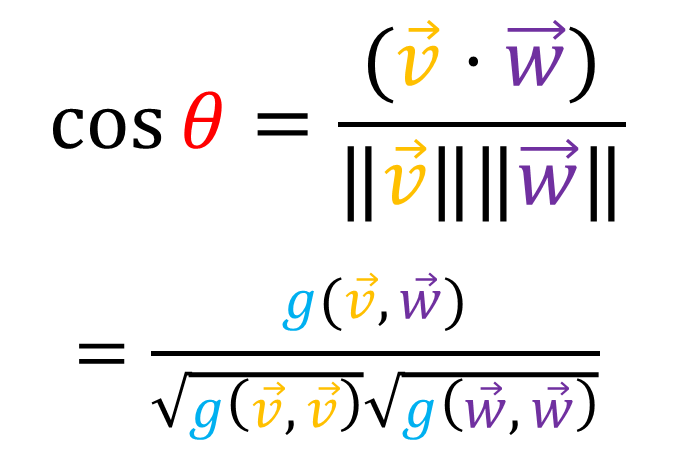 cos θ = (v⃗ · w⃗) / ‖v⃗‖ ‖w⃗‖
= g(v⃗, w⃗) / √g(v⃗, v⃗) √g(w⃗, w⃗)